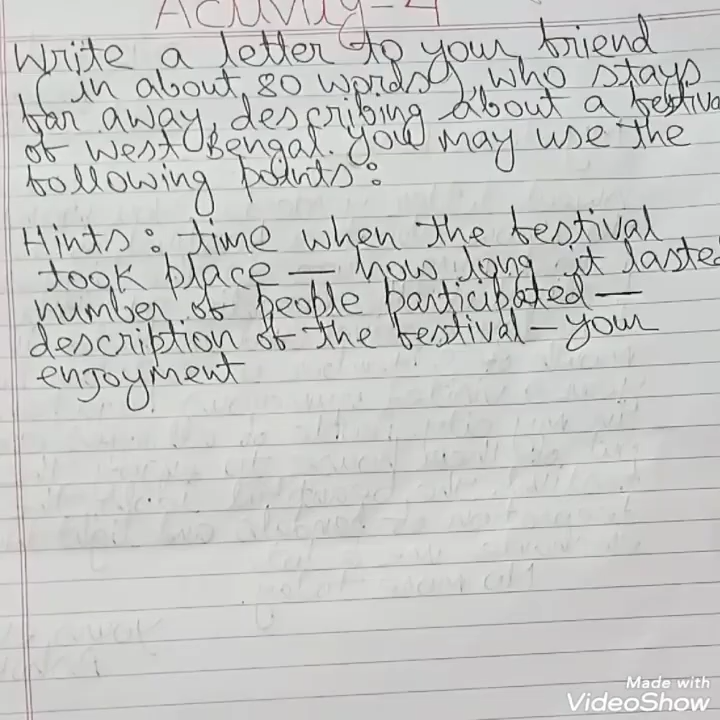 Activity-4
Write a letter to your friend
(in about 80 words), who stays
far away, describing about a festiva
of West Bengal. You may use the
following points:
Hints: time when the festival
took place — how long it laste
number of people participated —
description of the festival - your
enjoyment
Made with
VideoShow